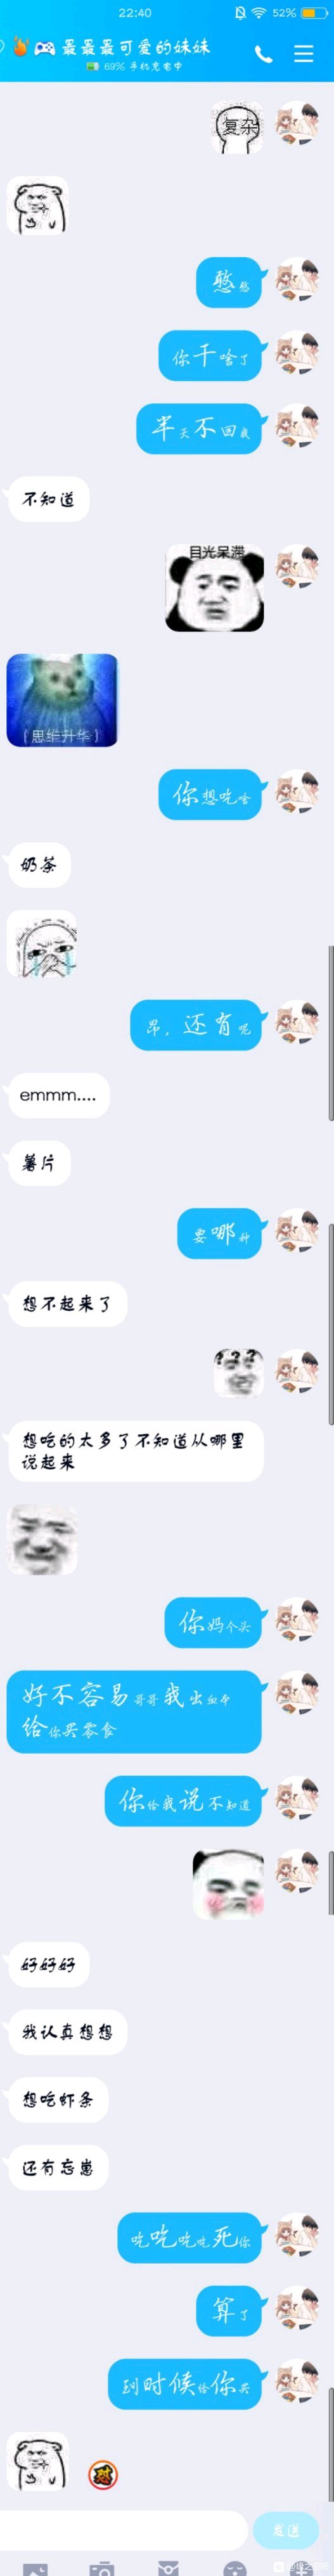 22:40
52%
最最最可爱的妹妹
69% 手机充电中
复杂
憨憨
你干啥了
半天不回我
不知道
目光呆滞
(思维升华)
你想吃啥
奶茶
昂，还有呢
emmm....
薯片
要哪种
想不起来了
???
想吃的太多了不知道从哪里
说起来
你妈个头
好不容易哥哥我出血本
给你买零食
你给我说不知道
好好好
我认真想想
想吃虾条
还有忘崽
吃吃吃吃死你
算了
到时候给你买
怼
发送